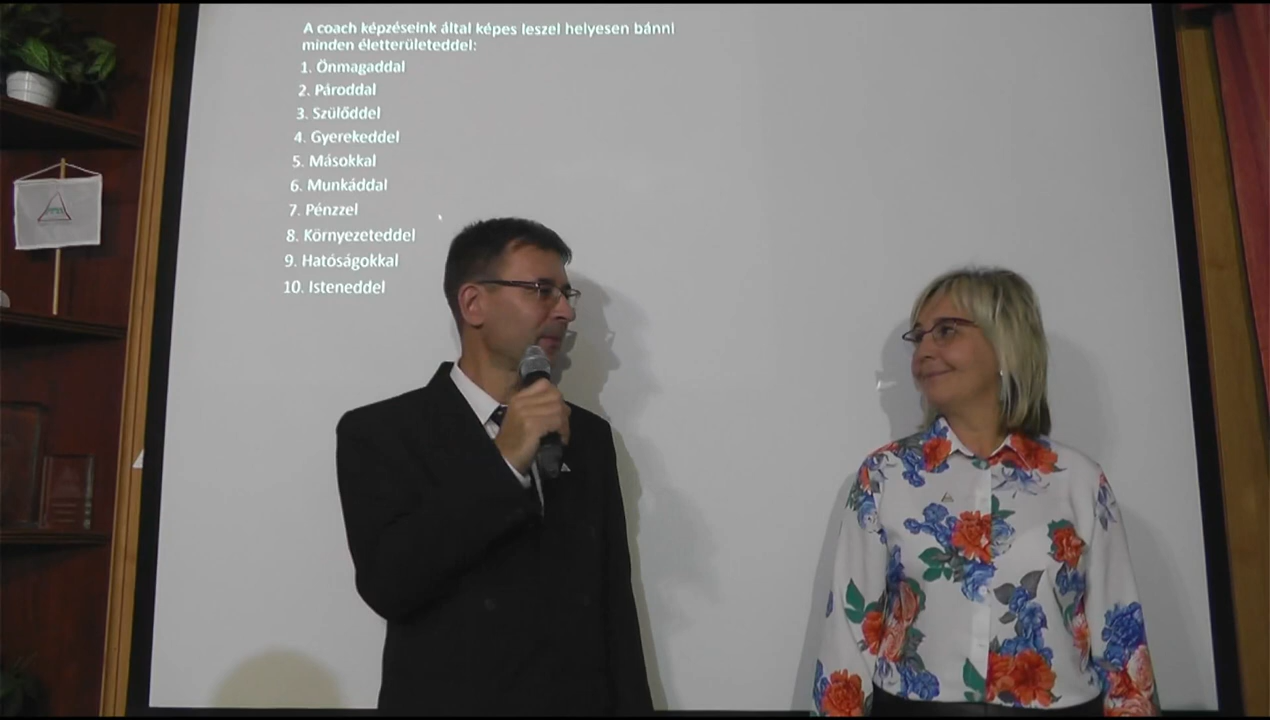 A coach képzéseink által képes leszel helyesen bánni
minden életterületeddel:
1. Önmagaddal
2. Pároddal
3. Szülőddel
4. Gyerekeddel
5. Másokkal
6. Munkáddal
7. Pénzzel
8. Környezeteddel
9. Hatóságokkal
10. Isteneddel